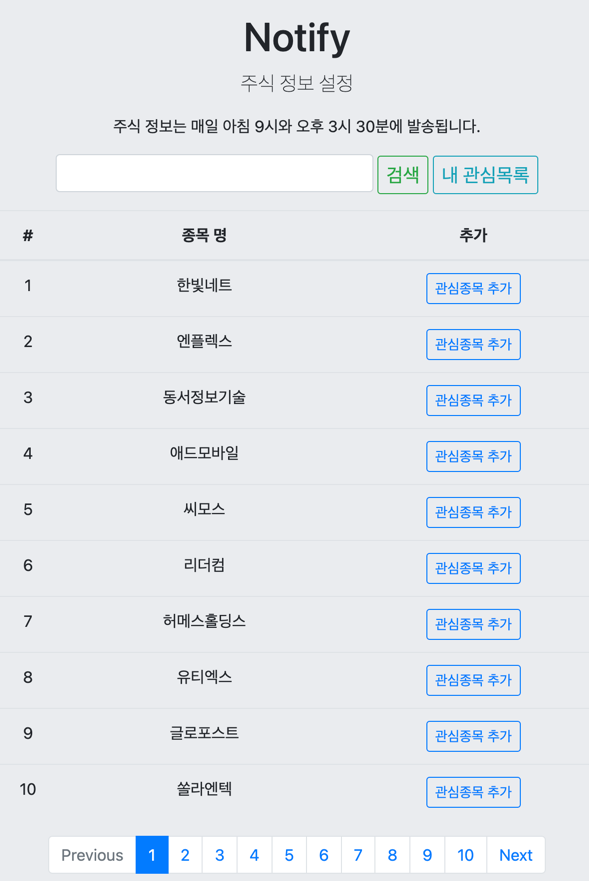 Notify
주식 정보 설정
주식 정보는 매일 아침 9시와 오후 3시 30분에 발송됩니다.
검색 내 관심목록
# 종목 명 추가
1 한빛네트 관심종목 추가
2 엔플렉스 관심종목 추가
3 동서정보기술 관심종목 추가
4 애드모바일 관심종목 추가
5 씨모스 관심종목 추가
6 리더컴 관심종목 추가
7 허메스홀딩스 관심종목 추가
8 유티엑스 관심종목 추가
9 글로포스트 관심종목 추가
10 쏠라엔텍 관심종목 추가
Previous 1 2 3 4 5 6 7 8 9 10 Next